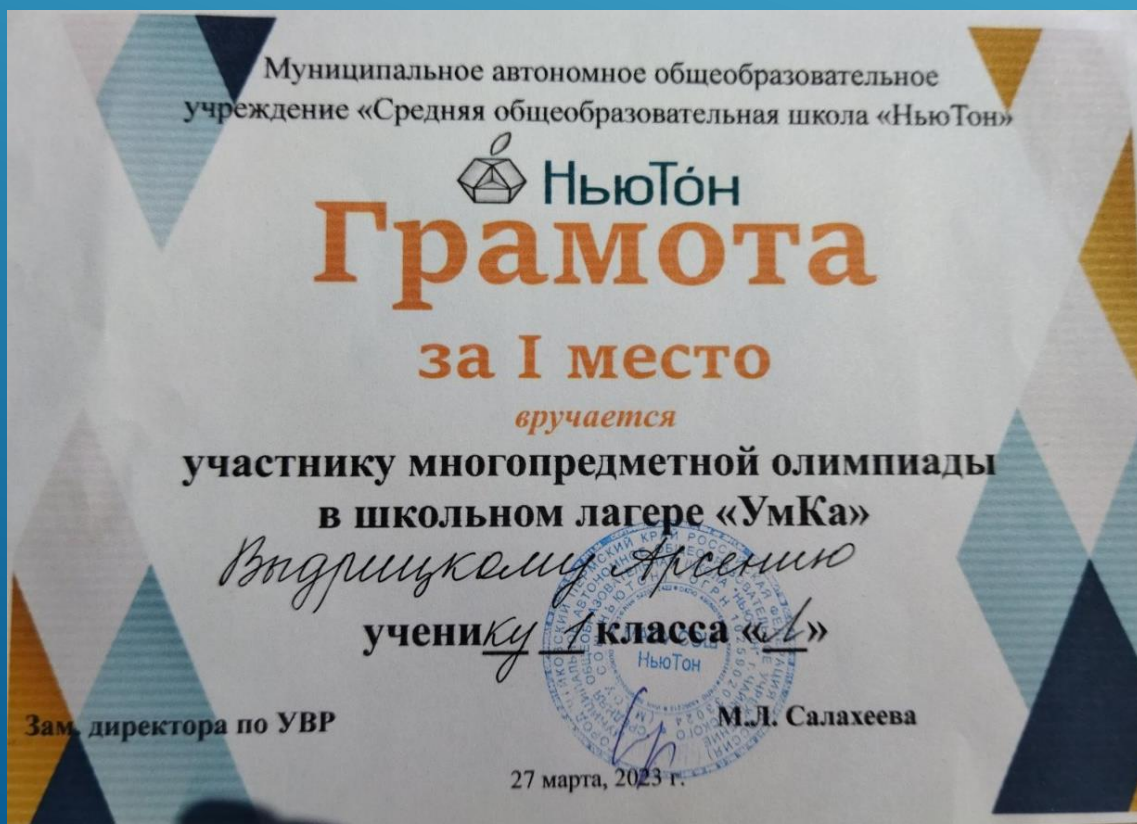 Муниципальное автономное общеобразовательное
учреждение «Средняя общеобразовательная школа «НьюТон»
НьюТо́н
Грамота
за I место
вручается
участнику многопредметной олимпиады
в школьном лагере «УмКа»
Выдрицкому Арсению
ученику 1 класса «Л»
НьюТон
Зам. директора по УВР М.Л. Салахеева
27 марта, 2023 г.